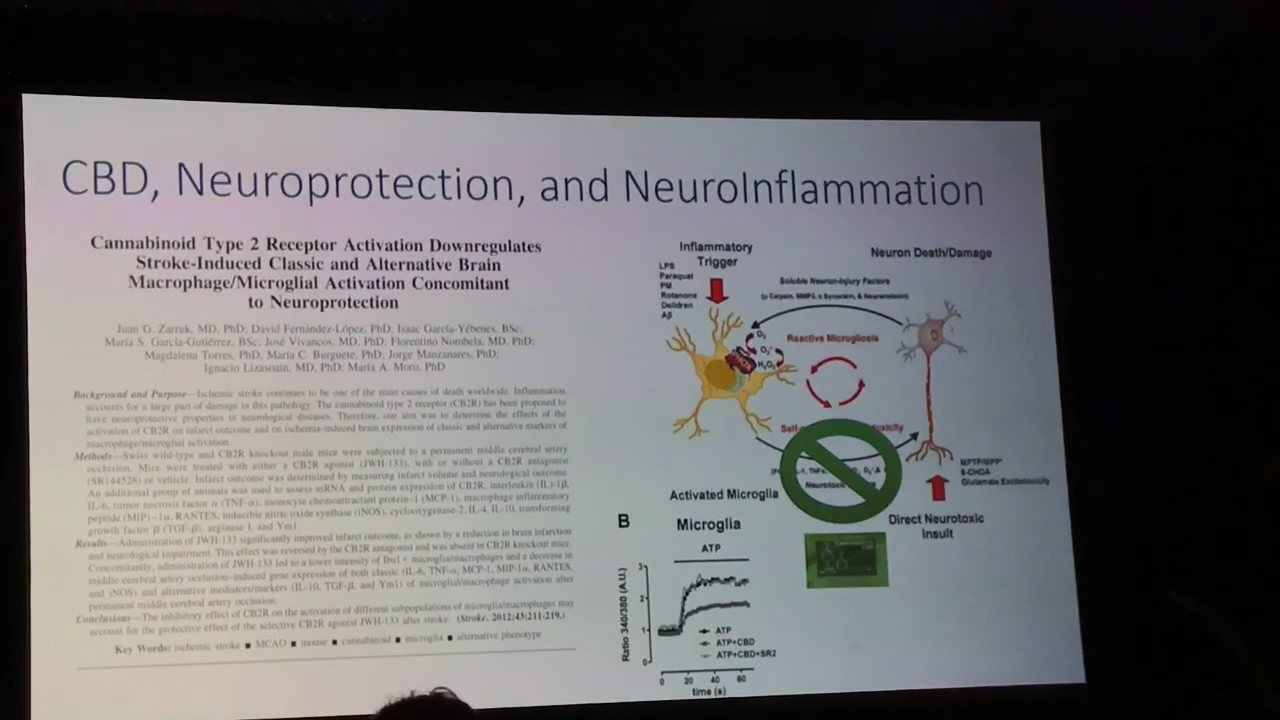 CBD, Neuroprotection, and NeuroInflammation
Cannabinoid Type 2 Receptor Activation Downregulates
Stroke-Induced Classic and Alternative Brain
Macrophage/Microglial Activation Concomitant
to Neuroprotection
Juan G. Zarruk, MD, PhD; David Fernández-López, PhD; Isaac García-Yébenes, BSc;
María S. García-Gutiérrez, BSc; José Vivancos, MD, PhD; Florentino Nombela, MD, PhD;
Magdalena Torres, PhD; María C. Burguete, PhD; Jorge Manzanares, PhD;
Ignacio Lizasoain, MD, PhD; María A. Moro, PhD
Background and Purpose—Ischemic stroke continues to be one of the main causes of death worldwide. Inflammation
accounts for a large part of damage in this pathology. The cannabinoid type 2 receptor (CB2R) has been proposed to
have neuroprotective properties in neurological diseases. Therefore, our aim was to determine the effects of the
activation of CB2R on infarct outcome and on ischemia-induced brain expression of classic and alternative markers of
macrophage/microglial activation.
Methods—Swiss wild-type and CB2R knockout male mice were subjected to a permanent middle cerebral artery
occlusion. Mice were treated with either a CB2R agonist (JWH-133), with or without a CB2R antagonist
(SR144528) or vehicle. Infarct outcome was determined by measuring infarct volume and neurological outcome.
An additional group of animals was used to assess mRNA and protein expression of CB2R, interleukin (IL)-1β,
IL-6, tumor necrosis factor α (TNF-α), monocyte chemoattractant protein-1 (MCP-1), macrophage inflammatory
peptide (MIP) -1α, RANTES, inducible nitric oxide synthase (iNOS), cyclooxygenase-2, IL-4, IL-10, transforming
growth factor β (TGF-β), arginase I, and Ym1.
Results—Administration of JWH-133 significantly improved infarct outcome, as shown by a reduction in brain infarction
and neurological impairment. This effect was reversed by the CB2R antagonist and was absent in CB2R knockout mice.
Concomitantly, administration of JWH-133 led to a lower intensity of Iba1+ microglia/macrophages and a decrease in
middle cerebral artery occlusion-induced gene expression of both classic (IL-6, TNF-α, MCP-1, MIP-1α, RANTES,
and iNOS) and alternative mediators/markers (IL-10, TGF-β, and Ym1) of microglial/macrophage activation after
permanent middle cerebral artery occlusion.
Conclusions—The inhibitory effect of CB2R on the activation of different subpopulations of microglia/macrophages may
account for the protective effect of the selective CB2R agonist JWH-133 after stroke. (Stroke. 2012;43:211-219.)
Key Words: ischemic stroke ■ MCAO ■ mouse ■ cannabinoid ■ microglia ■ alternative phenotype
Inflammatory
Trigger
LPS
Paraquat
PM
Rotenone
Dieldren
Aβ
Neuron Death/Damage
Soluble Neuron-Injury Factors
O₂
O₂⁻
H₂O₂
Reactive Microgliosis
Activated Microglia
MPTP/MPP⁺
6-OHDA
Glutamate Excitotoxicity
Direct Neurotoxic
Insult
B
Microglia
ATP
Ratio 340/380 (A.U.)
3
2
1
0
ATP
ATP+CBD
ATP+CBD+SR2
0 20 40 60
time (s)